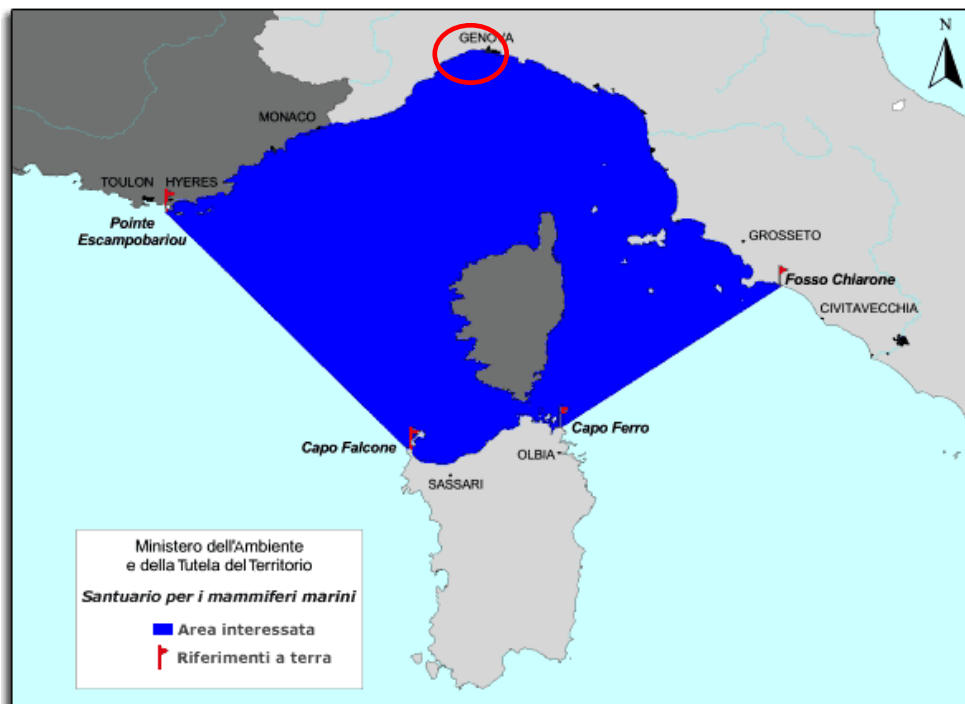 N
GENOVA
MONACO
TOULON HYERES
Pointe
Escampobariou
GROSSETO
Fosso Chiarone
CIVITAVECCHIA
Capo Falcone
Capo Ferro
OLBIA
SASSARI
Ministero dell'Ambiente
e della Tutela del Territorio
Santuario per i mammiferi marini
Area interessata
Riferimenti a terra